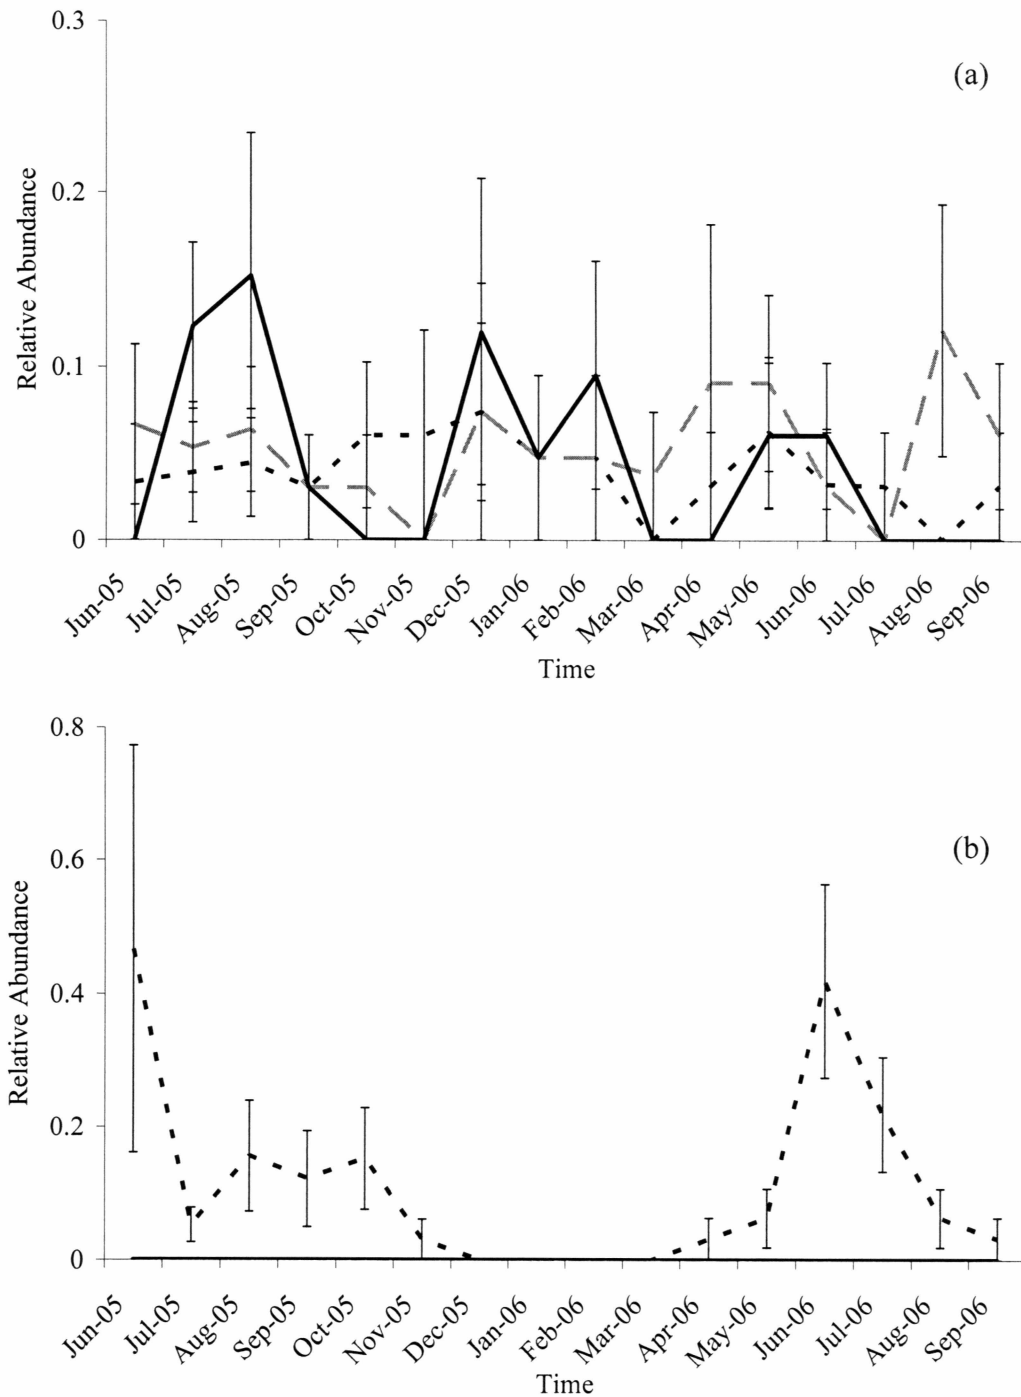 0.3
(a)
Relative Abundance
0.2
0.1
0
Jun-05
Jul-05
Aug-05
Sep-05
Oct-05
Nov-05
Dec-05
Jan-06
Feb-06
Mar-06
Apr-06
May-06
Jun-06
Jul-06
Aug-06
Sep-06
Time
0.8
(b)
Relative Abundance
0.6
0.4
0.2
0
Jun-05
Jul-05
Aug-05
Sep-05
Oct-05
Nov-05
Dec-05
Jan-06
Feb-06
Mar-06
Apr-06
May-06
Jun-06
Jul-06
Aug-06
Sep-06
Time